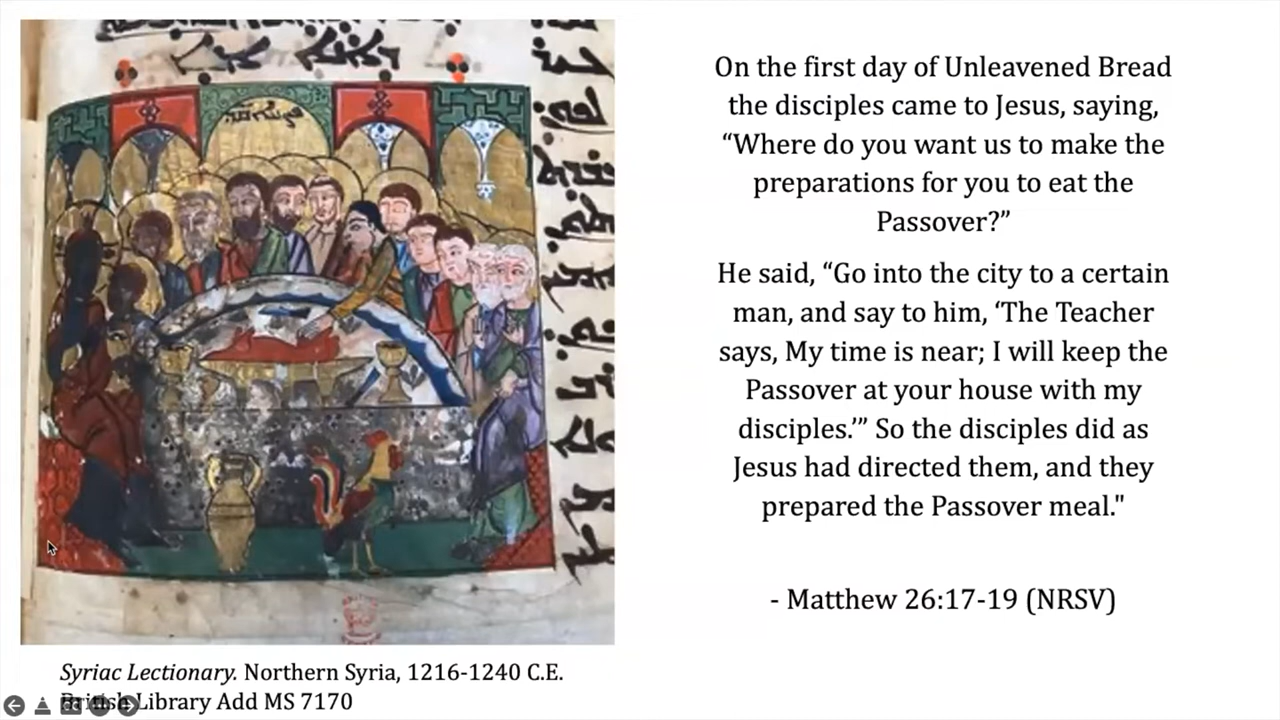 On the first day of Unleavened Bread
the disciples came to Jesus, saying,
“Where do you want us to make the
preparations for you to eat the
Passover?”
He said, “Go into the city to a certain
man, and say to him, ‘The Teacher
says, My time is near; I will keep the
Passover at your house with my
disciples.’” So the disciples did as
Jesus had directed them, and they
prepared the Passover meal."
- Matthew 26:17-19 (NRSV)
Syriac Lectionary. Northern Syria, 1216-1240 C.E.
British Library Add MS 7170